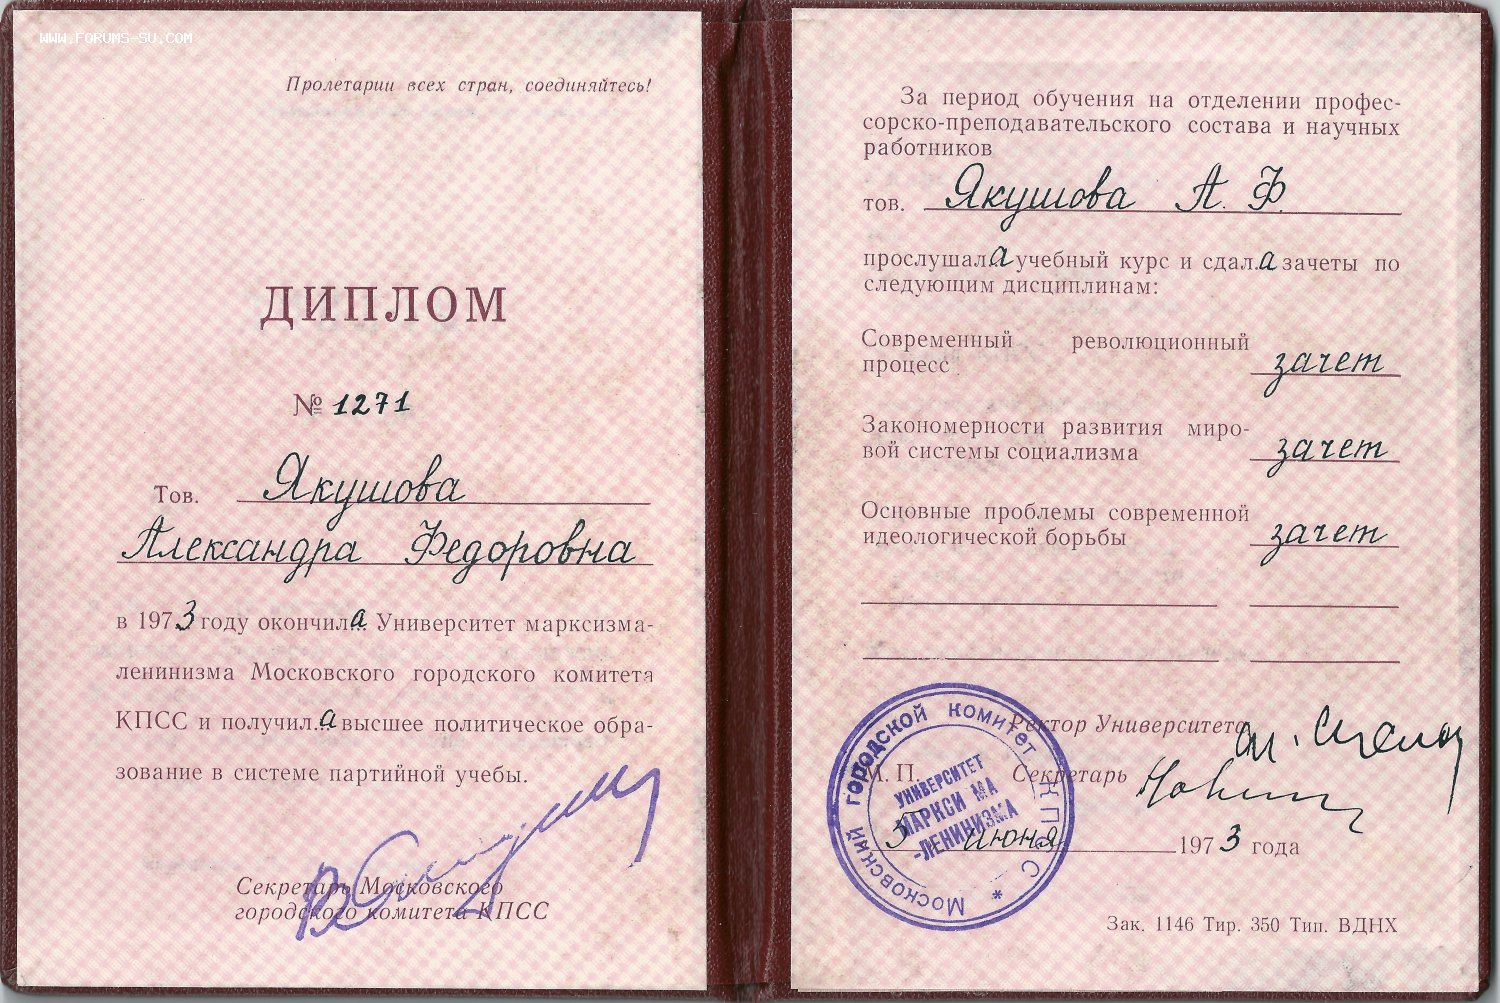 WWW.FORUMS-SU.COM
Пролетарии всех стран, соединяйтесь!
ДИПЛОМ
№ 1271
Тов. Якушова
Александра Федоровна
в 1973 году окончила Университет марксизма-
ленинизма Московского городского комитета
КПСС и получила высшее политическое обра-
зование в системе партийной учебы.
Секретарь Московского
городского комитета КПСС
За период обучения на отделении профес-
сорско-преподавательского состава и научных
работников
тов. Якушова А. Ф.
прослушала учебный курс и сдала зачеты по
следующим дисциплинам:
Современный революционный
процесс зачет
Закономерности развития миро-
вой системы социализма зачет
Основные проблемы современной
идеологической борьбы зачет
Ректор Университета
М. П. Секретарь
5 июня 1973 года
Московский городской комитет КПСС *
УНИВЕРСИТЕТ
МАРКСИ МА
-ЛЕНИНИЗМА
Зак. 1146 Тир. 350 Тип. ВДНХ